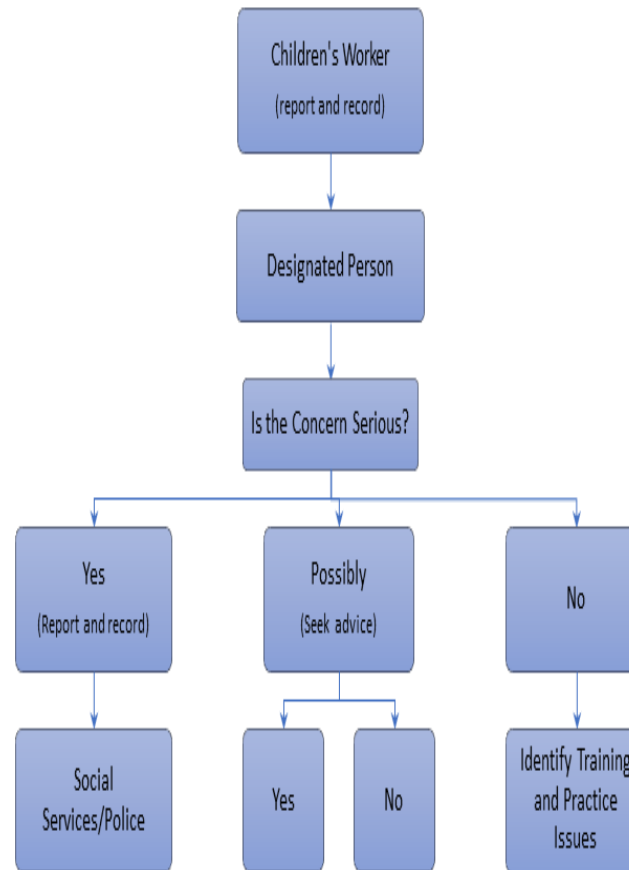 Children's Worker
(report and record)
Designated Person
Is the Concern Serious?
Yes
(Report and record)
Possibly
(Seek advice)
No
Social
Services/Police
Yes
No
Identify Training
and Practice
Issues